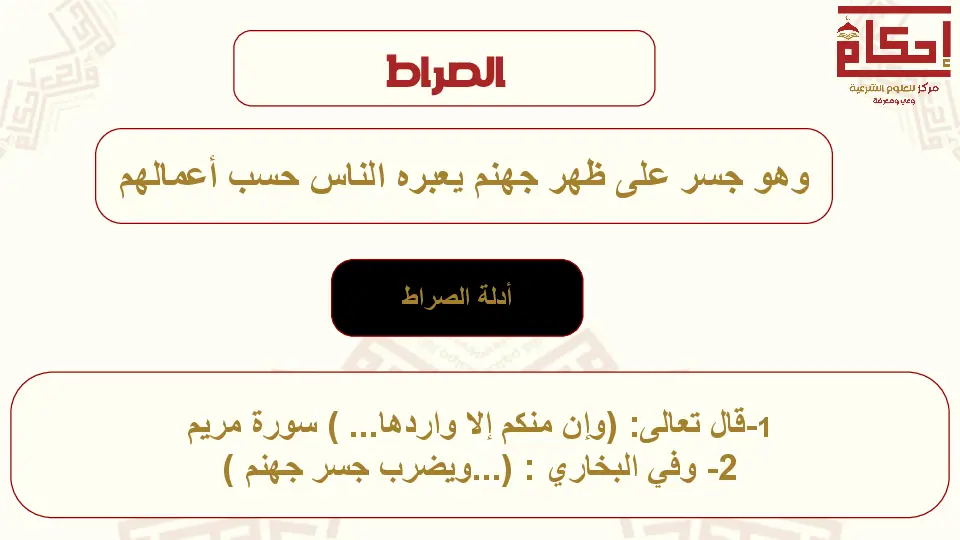 إحكام
مركز للعلوم الشرعية
وعي ومعرفة
الصراط
وهو جسر على ظهر جهنم يعبره الناس حسب أعمالهم
أدلة الصراط
1-قال تعالى: (وإن منكم إلا واردها... ) سورة مريم
2- وفي البخاري : (...ويضرب جسر جهنم )